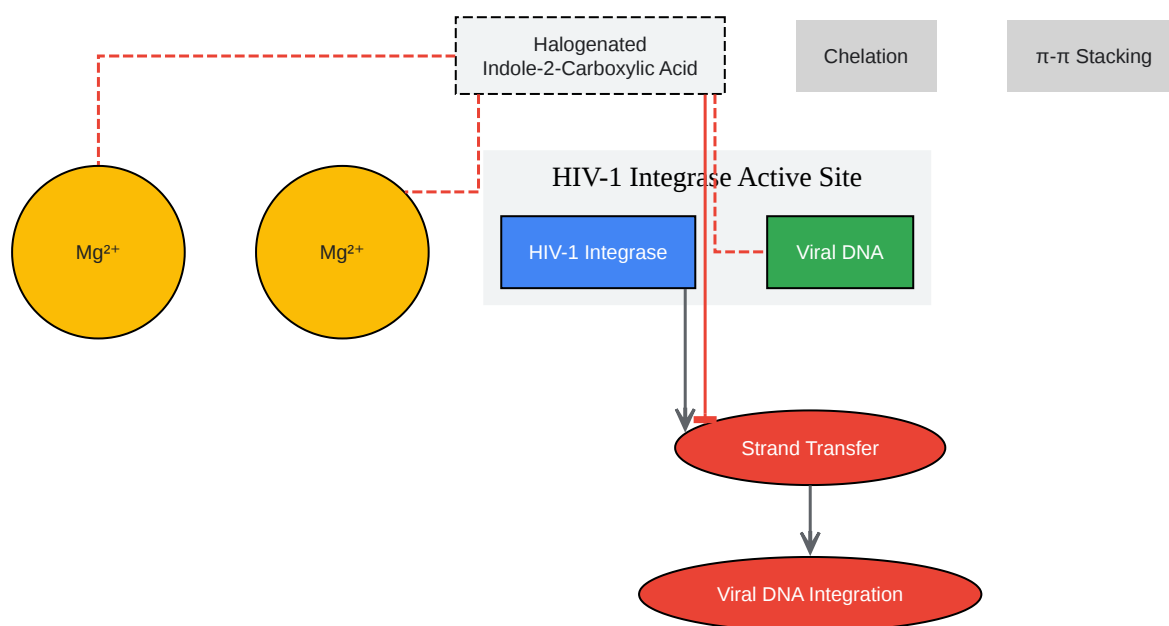 Halogenated
Indole-2-Carboxylic Acid
Chelation
π-π Stacking
HIV-1 Integrase Active Site
Mg²⁺
Mg²⁺
HIV-1 Integrase
Viral DNA
Strand Transfer
Viral DNA Integration